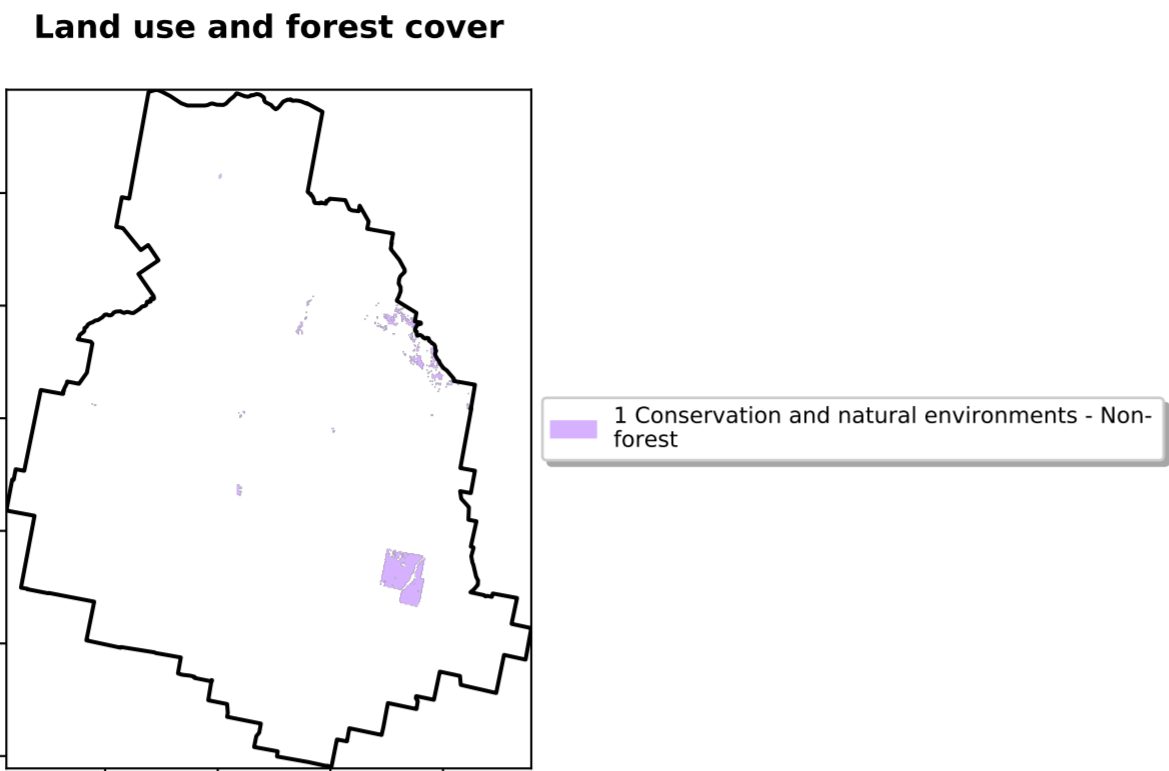 Land use and forest cover
1 Conservation and natural environments - Non-
forest